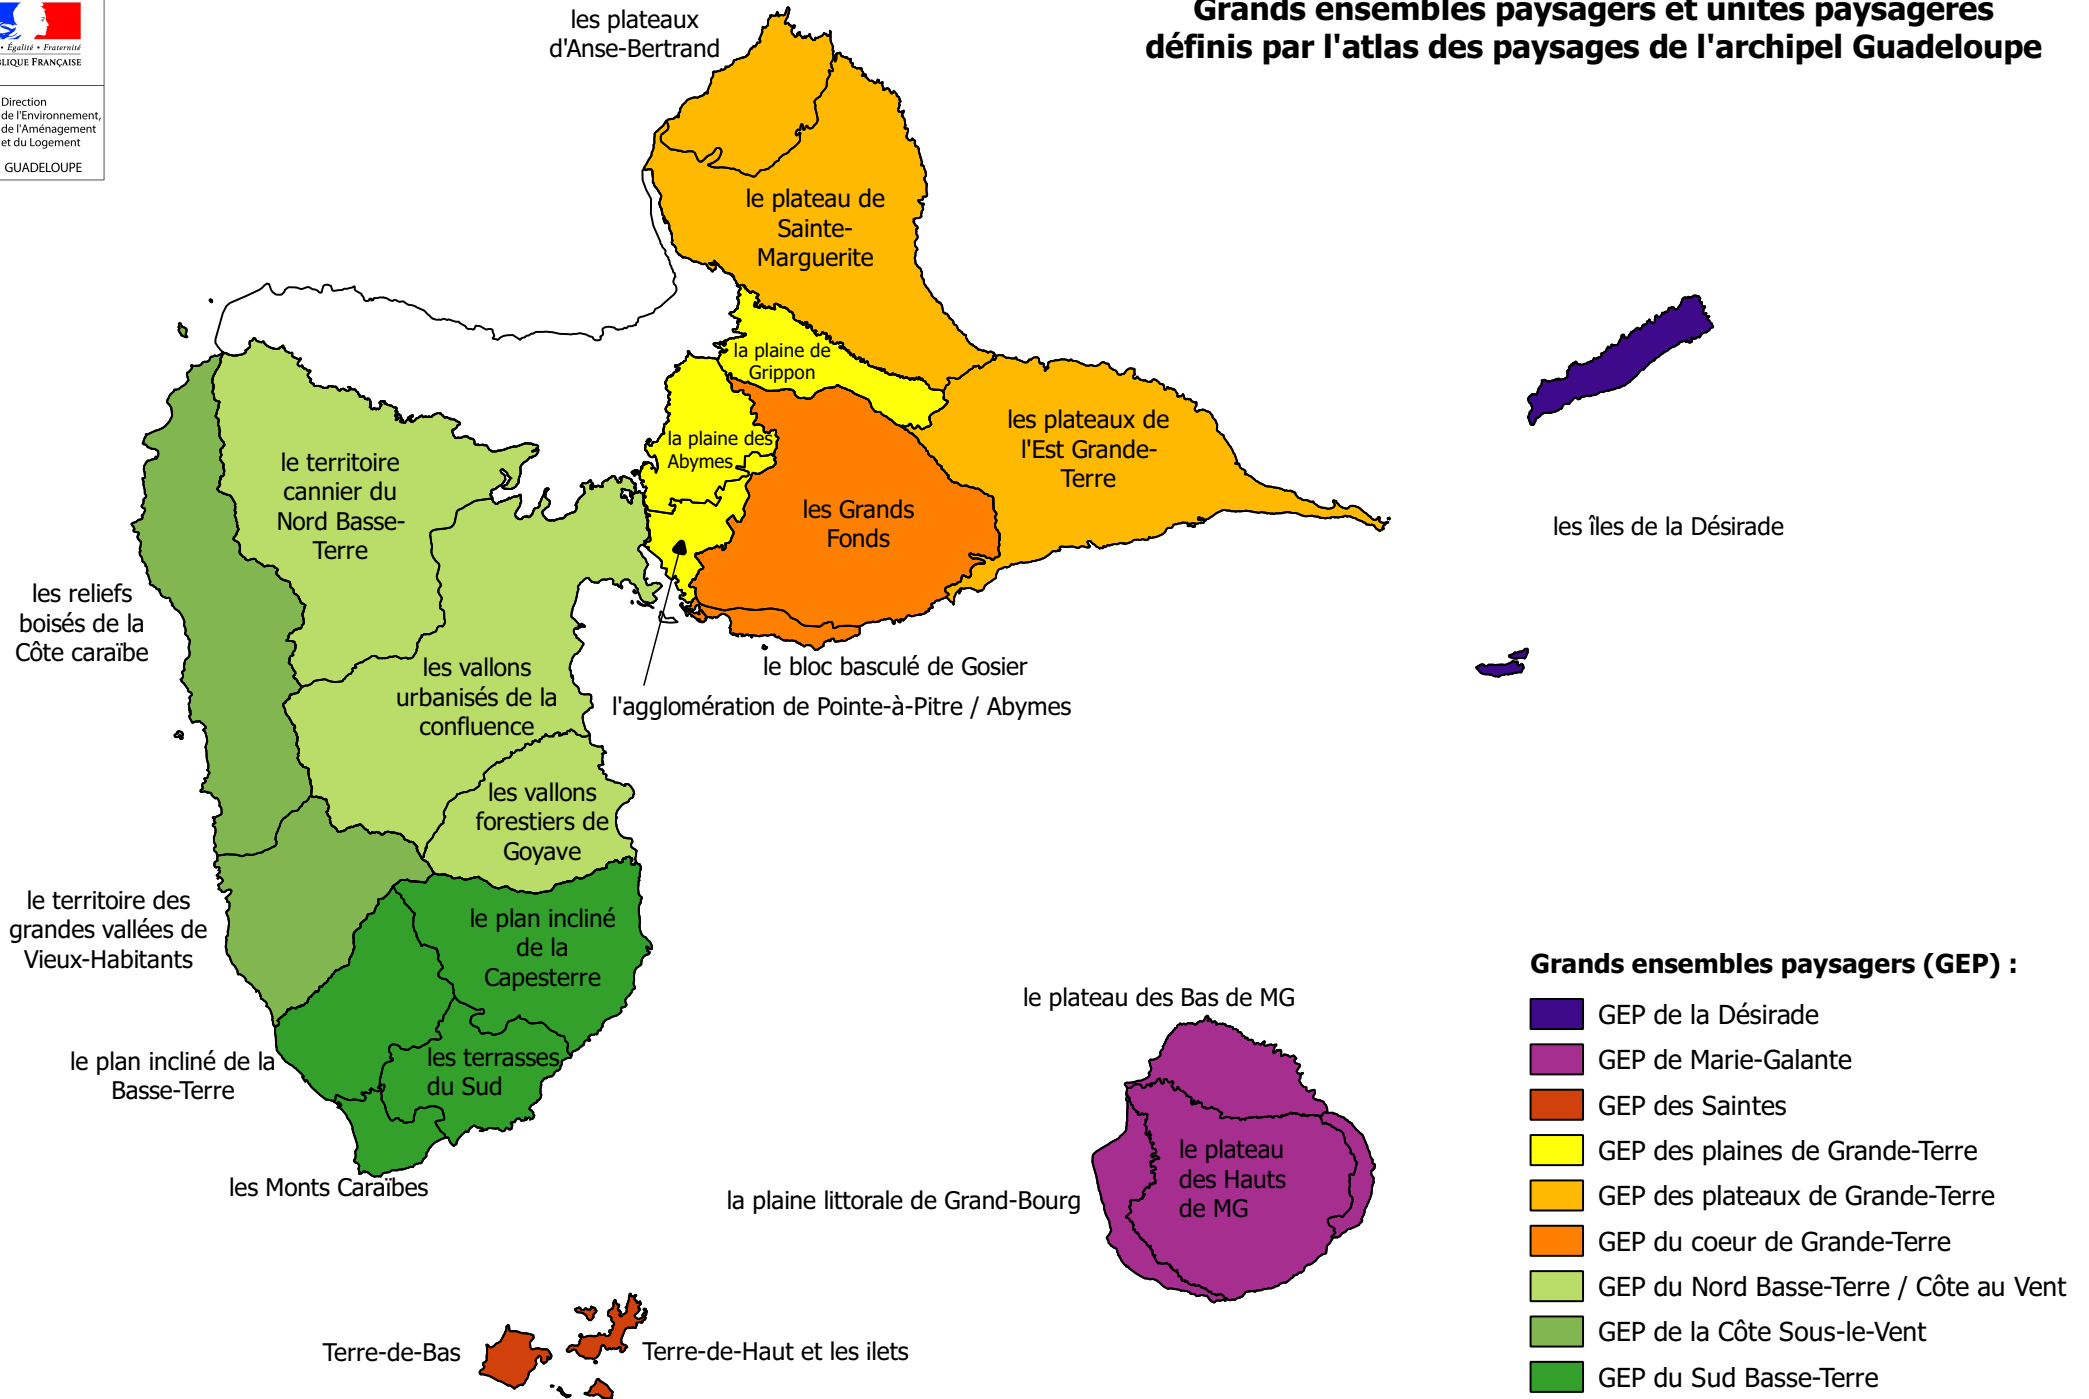 Grands ensembles paysagers et unités paysagères
définis par l'atlas des paysages de l'archipel Guadeloupe
• Égalité • Fraternité
Direction
de l'Environnement,
de l'Aménagement
et du Logement
GUADELOUPE
les plateaux
d'Anse-Bertrand
le plateau de
Sainte-
Marguerite
la plaine de
Grippon
la plaine des
Abymes
les plateaux de
l'Est Grande-
Terre
les Grands
Fonds
les îles de la Désirade
le territoire
cannier du
Nord Basse-
Terre
les reliefs
boisés de la
Côte caraïbe
le bloc basculé de Gosier
l'agglomération de Pointe-à-Pitre / Abymes
les vallons
urbanisés de la
confluence
les vallons
forestiers de
Goyave
le territoire des
grandes vallées de
Vieux-Habitants
le plan incliné
de la
Capesterre
le plan incliné de la
Basse-Terre
les terrasses
du Sud
les Monts Caraïbes
le plateau des Bas de MG
le plateau
des Hauts
de MG
la plaine littorale de Grand-Bourg
Terre-de-Bas
Terre-de-Haut et les ilets
Grands ensembles paysagers (GEP) :
GEP de la Désirade
GEP de Marie-Galante
GEP des Saintes
GEP des plaines de Grande-Terre
GEP des plateaux de Grande-Terre
GEP du coeur de Grande-Terre
GEP du Nord Basse-Terre / Côte au Vent
GEP de la Côte Sous-le-Vent
GEP du Sud Basse-Terre